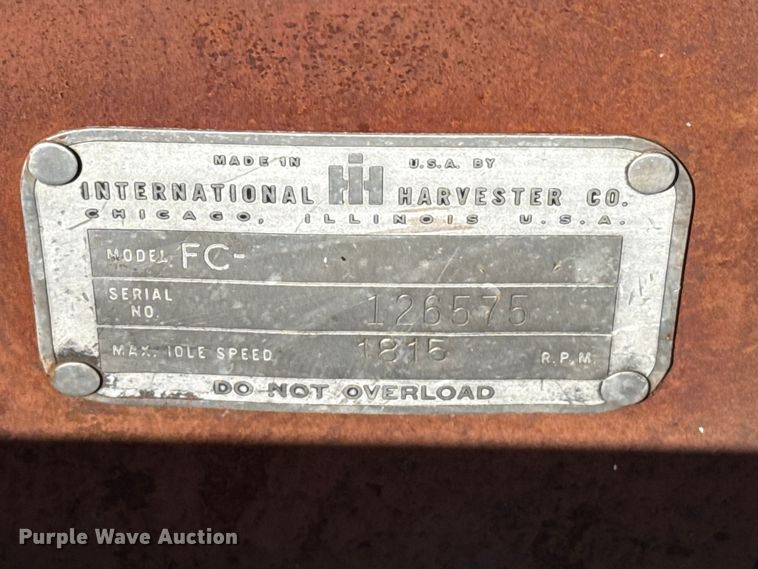 MADE IN IH U.S.A. BY
INTERNATIONAL HARVESTER CO.
CHICAGO, ILLINOIS U.S.A.
MODEL FC-
SERIAL NO. 126575
MAX. IDLE SPEED 1815 R.P.M.
DO NOT OVERLOAD
Purple Wave Auction